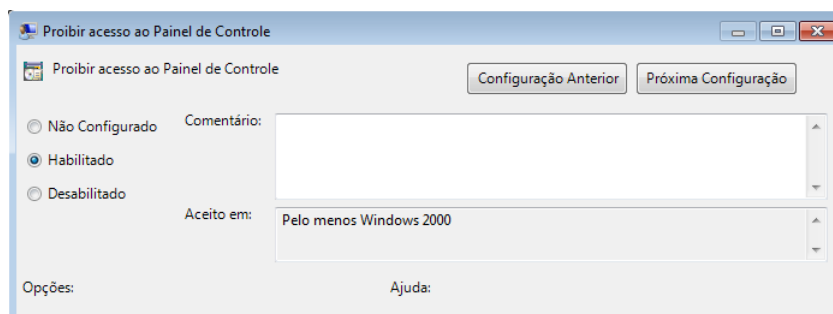 Proibir acesso ao Painel de Controle
Proibir acesso ao Painel de Controle
Configuração Anterior
Próxima Configuração
Não Configurado
Comentário:
Habilitado
Desabilitado
Aceito em:
Pelo menos Windows 2000
Opções:
Ajuda: